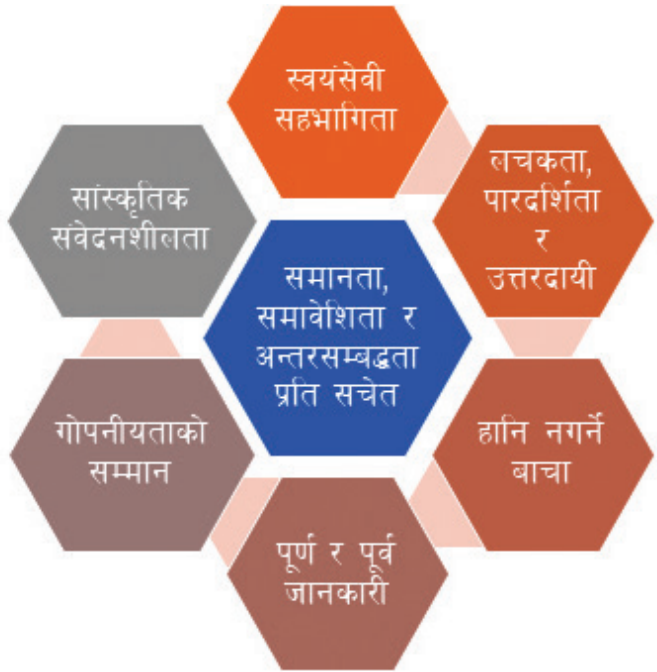 स्वयंसेवी
सहभागिता
लचकता,
पारदर्शिता
र
उत्तरदायी
हानि नगर्ने
बाचा
पूर्ण र पूर्व
जानकारी
गोपनीयताको
सम्मान
सांस्कृतिक
संवेदनशीलता
समानता,
समावेशिता र
अन्तरसम्बद्धता
प्रति सचेत